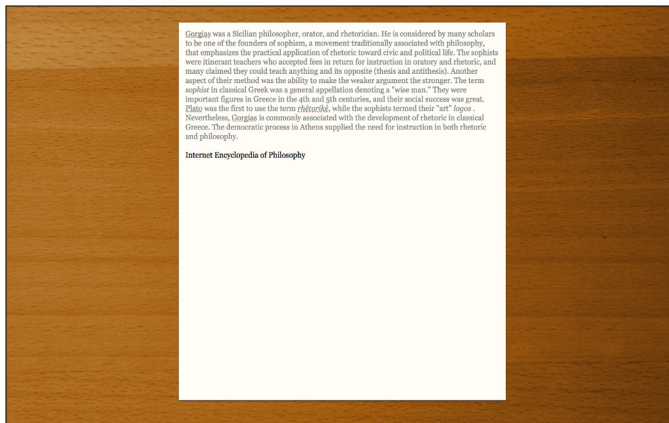 Gorgias was a Sicilian philosopher, orator, and rhetorician. He is considered by many scholars
to be one of the founders of sophism, a movement traditionally associated with philosophy,
that emphasizes the practical application of rhetoric toward civic and political life. The sophists
were itinerant teachers who accepted fees in return for instruction in oratory and rhetoric, and
many claimed they could teach anything and its opposite (thesis and antithesis). Another
aspect of their method was the ability to make the weaker argument the stronger. The term
sophist in classical Greek was a general appellation denoting a "wise man." They were
important figures in Greece in the 4th and 5th centuries, and their social success was great.
Plato was the first to use the term rhêtorikê, while the sophists termed their "art" logos .
Nevertheless, Gorgias is commonly associated with the development of rhetoric in classical
Greece. The democratic process in Athens supplied the need for instruction in both rhetoric
and philosophy.
Internet Encyclopedia of Philosophy